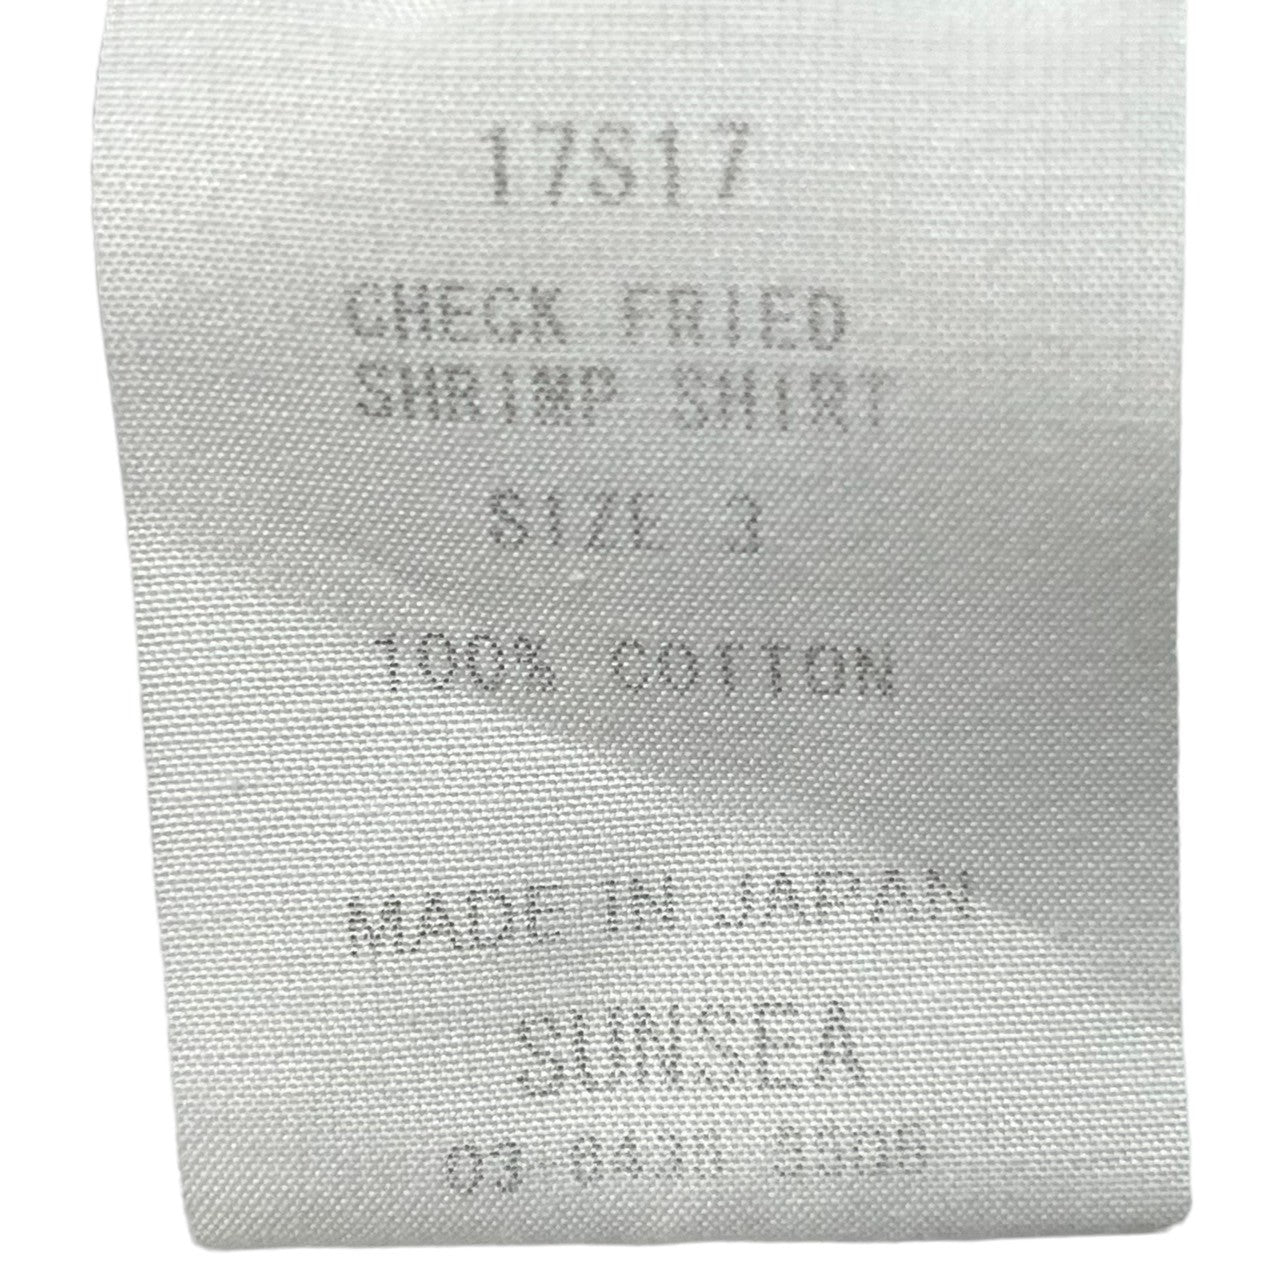 17S17
CHECK FRIED
SHRIMP SHIRT
SIZE 3
100% COTTON
MADE IN JAPAN
SUNSEA